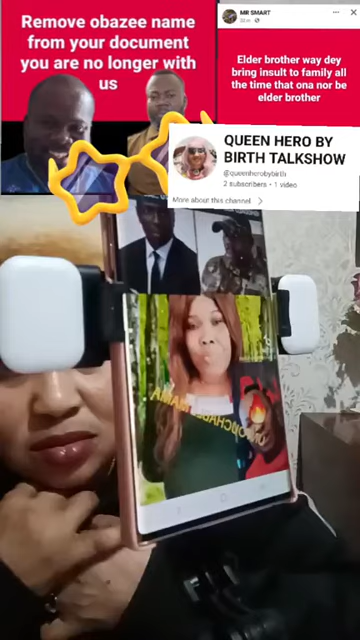 Remove obazee name
from your document
you are no longer with
us
MR SMART
Elder brother way dey
bring insult to family all
the time that ona nor be
elder brother
QUEEN HERO BY
BIRTH TALKSHOW
@queenherobybirth
2 subscribers • 1 video
More about this channel >